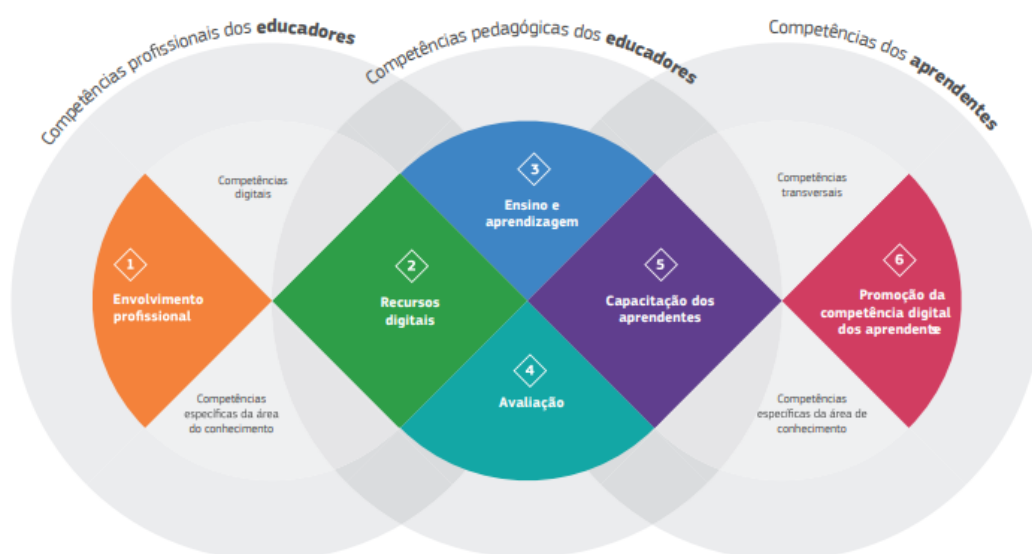 Competências profissionais dos educadores
Competências pedagógicas dos educadores
Competências dos aprendentes
Competências
digitais
1
Envolvimento
profissional
Competências
específicas da área
do conhecimento
2
Recursos
digitais
3
Ensino e
aprendizagem
4
Avaliação
5
Capacitação dos
aprendentes
Competências
transversais
6
Promoção da
competência digital
dos aprendentes
Competências
específicas da área de
conhecimento